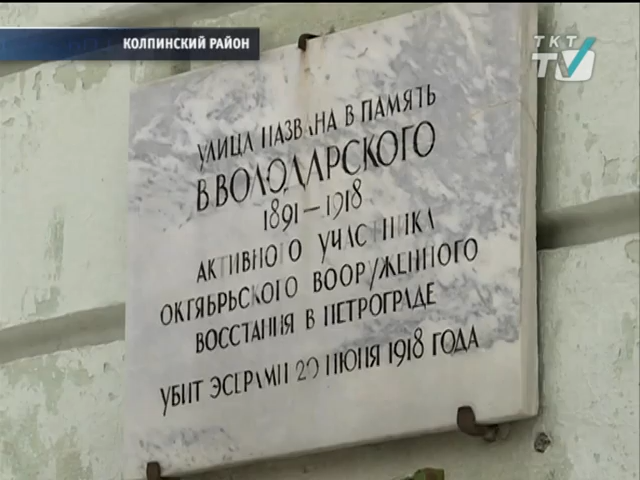 КОЛПИНСКИЙ РАЙОН
ТКТ
TV
УЛИЦА НАЗВАНА В ПАМЯТЬ
В ВОЛОДАРСКОГО
1891 – 1918
АКТИВНОГО УЧАСТНИКА
ОКТЯБРЬСКОГО ВООРУЖЕННОГО
ВОССТАНИЯ В ПЕТРОГРАДЕ
УБИТ ЭСЕРАМИ 20 ИЮНЯ 1918 ГОДА